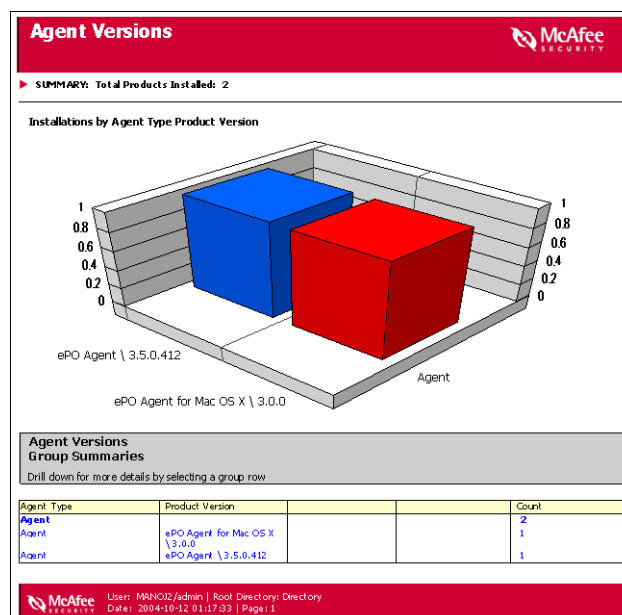 Agent Versions
McAfee
SECURITY
SUMMARY: Total Products Installed: 2
Installations by Agent Type Product Version
1
0.8
0.6
0.4
0.2
0
1
0.8
0.6
0.4
0.2
0
ePO Agent \ 3.5.0.412
Agent
ePO Agent for Mac OS X \ 3.0.0
Agent Versions
Group Summaries
Drill down for more details by selecting a group row
Agent Type Product Version Count
Agent 2
Agent ePO Agent for Mac OS X 1
\ 3.0.0
Agent ePO Agent \ 3.5.0.412 1
McAfee
SECURITY
User: MANOJ2/admin | Root Directory: Directory
Date: 2004-10-12 01:17:33 | Page: 1